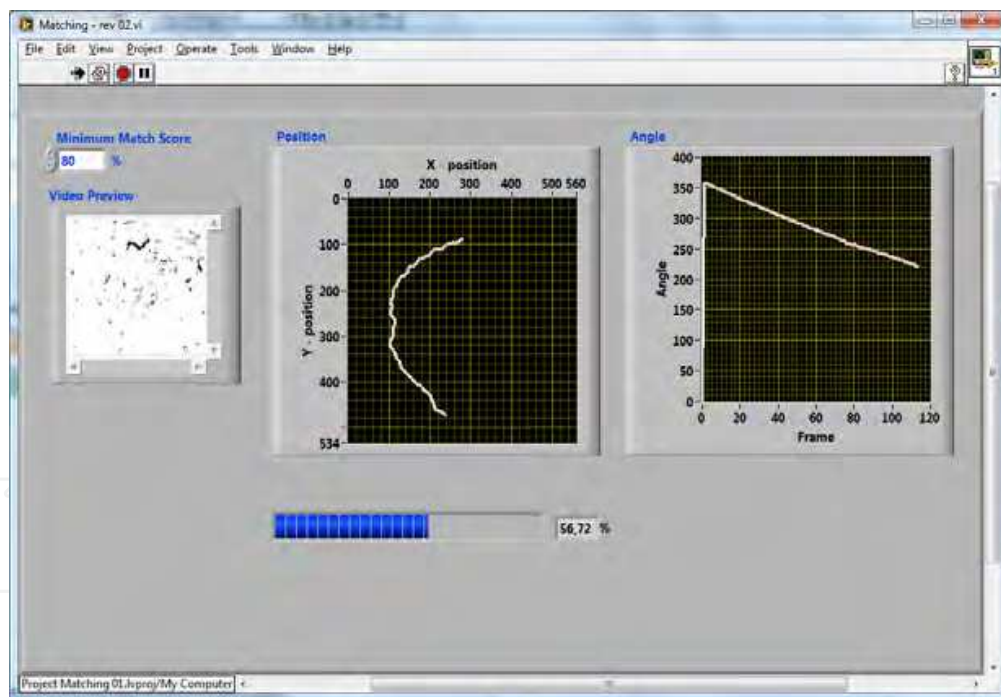 Matching - rev 02.vi
File Edit View Project Operate Tools Window Help
1
Minimum Match Score
80 %
Video Preview
Position
X - position
0 100 200 300 400 500 560
Y - position
0
100
200
300
400
534
Angle
Angle
400
350
300
250
200
150
100
50
0
0 20 40 60 80 100 120
Frame
56,72 %
Project Matching 01.lvproj/My Computer